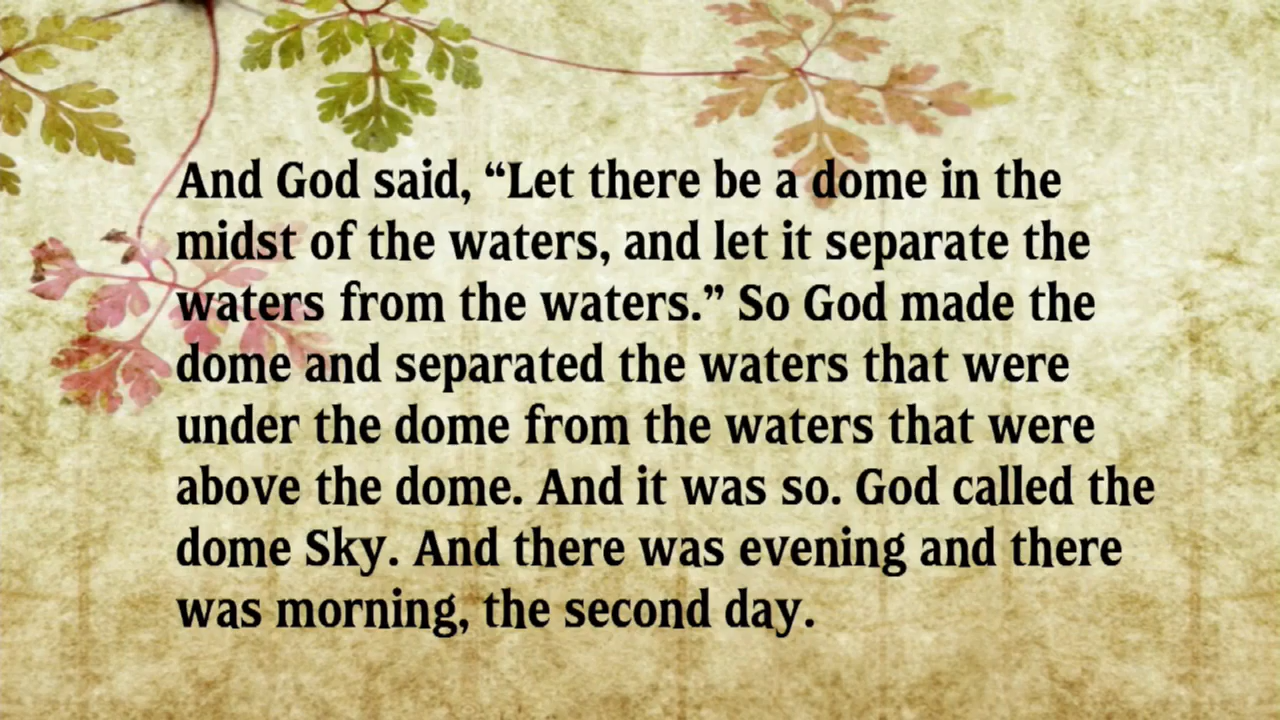 And God said, “Let there be a dome in the
midst of the waters, and let it separate the
waters from the waters.” So God made the
dome and separated the waters that were
under the dome from the waters that were
above the dome. And it was so. God called the
dome Sky. And there was evening and there
was morning, the second day.